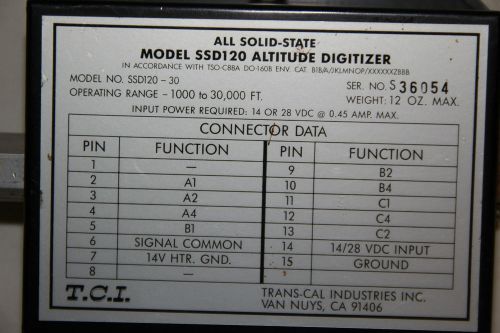 ALL SOLID-STATE
MODEL SSD120 ALTITUDE DIGITIZER
IN ACCORDANCE WITH TSO-C88A DO-160B ENV. CAT. B1B/A/JKLMNOP/XXXXXXZBBB
MODEL NO. SSD120 - 30 SER. NO. S 36054
OPERATING RANGE - 1000 to 30,000 FT. WEIGHT: 12 OZ. MAX.
INPUT POWER REQUIRED: 14 OR 28 VDC @ 0.45 AMP. MAX.
CONNECTOR DATA
PIN FUNCTION
1 —
2 A1
3 A2
4 A4
5 B1
6 SIGNAL COMMON
7 14V HTR. GND.
8 —
PIN FUNCTION
9 B2
10 B4
11 C1
12 C4
13 C2
14 14/28 VDC INPUT
15 GROUND
T.C.I. TRANS-CAL INDUSTRIES INC.
VAN NUYS, CA 91406